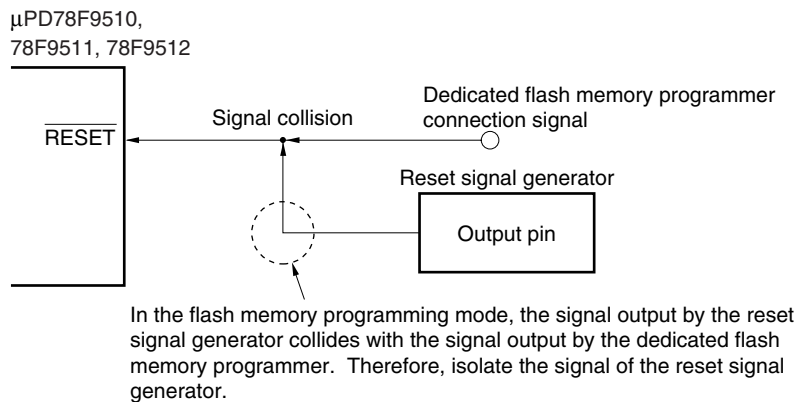 μPD78F9510,
78F9511, 78F9512
Dedicated flash memory programmer
connection signal
Signal collision
RESET
Reset signal generator
Output pin
In the flash memory programming mode, the signal output by the reset
signal generator collides with the signal output by the dedicated flash
memory programmer. Therefore, isolate the signal of the reset signal
generator.